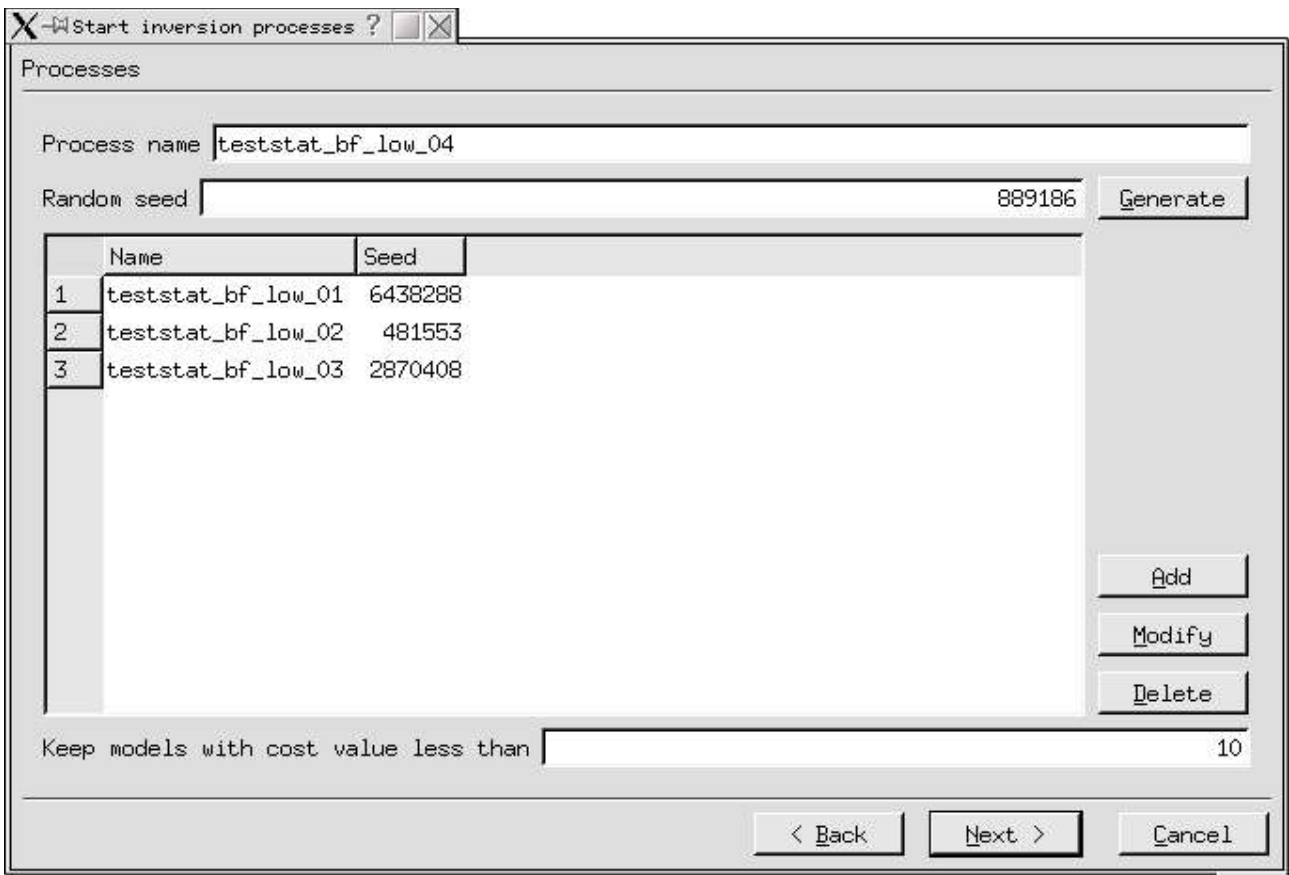 Start inversion processes ?
Processes
Process name teststat_bf_low_04
Random seed 889186 Generate
Name Seed
1 teststat_bf_low_01 6438288
2 teststat_bf_low_02 481553
3 teststat_bf_low_03 2870408
Add
Modify
Delete
Keep models with cost value less than 10
< Back Next > Cancel